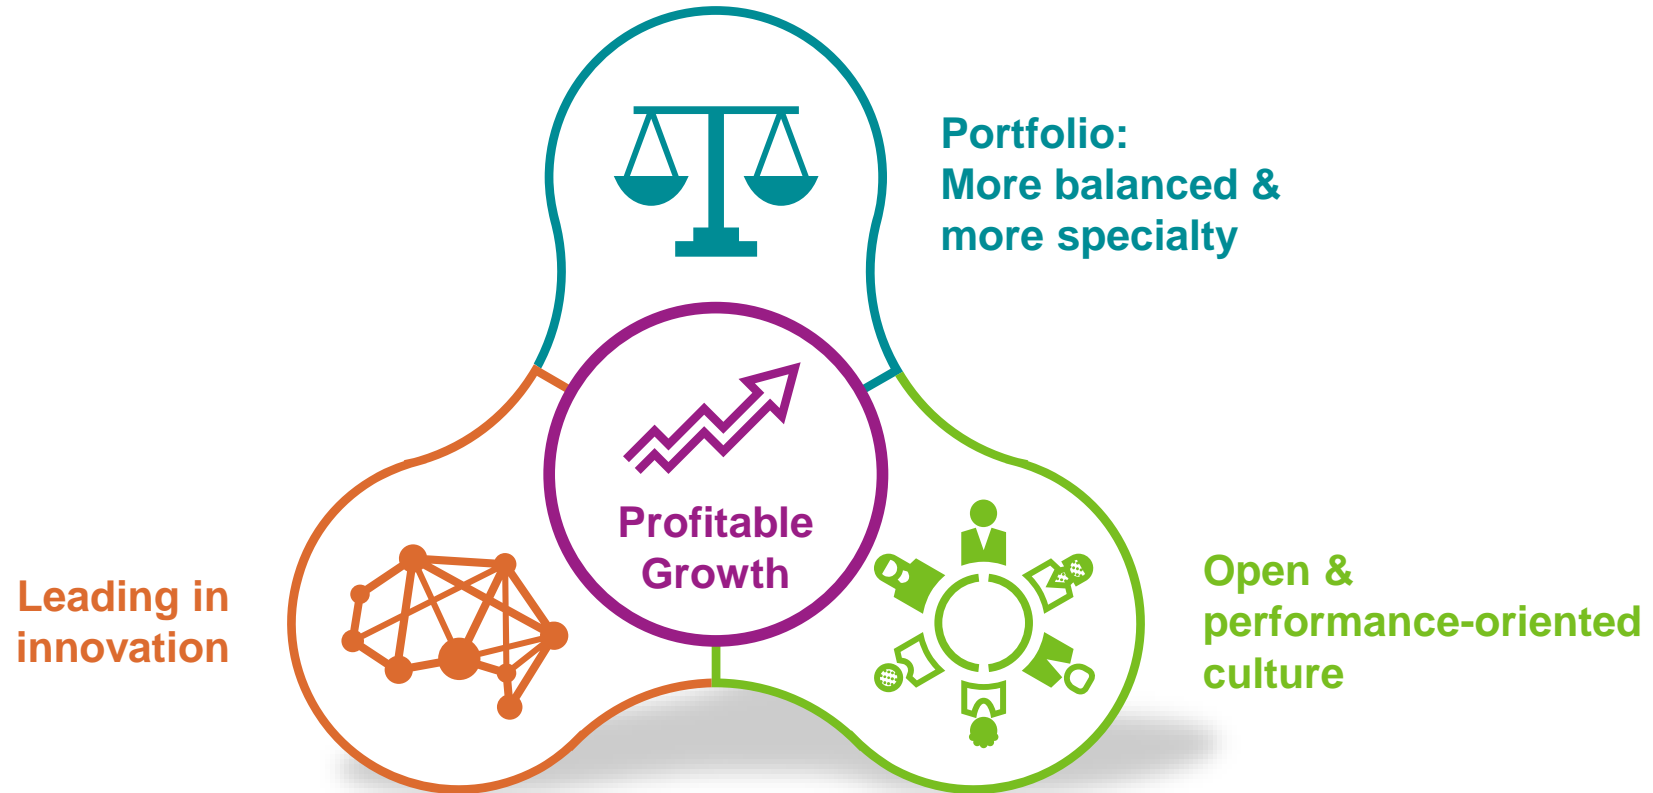 Portfolio:
More balanced &
more specialty
Profitable
Growth
Leading in
innovation
Open &
performance-oriented
culture